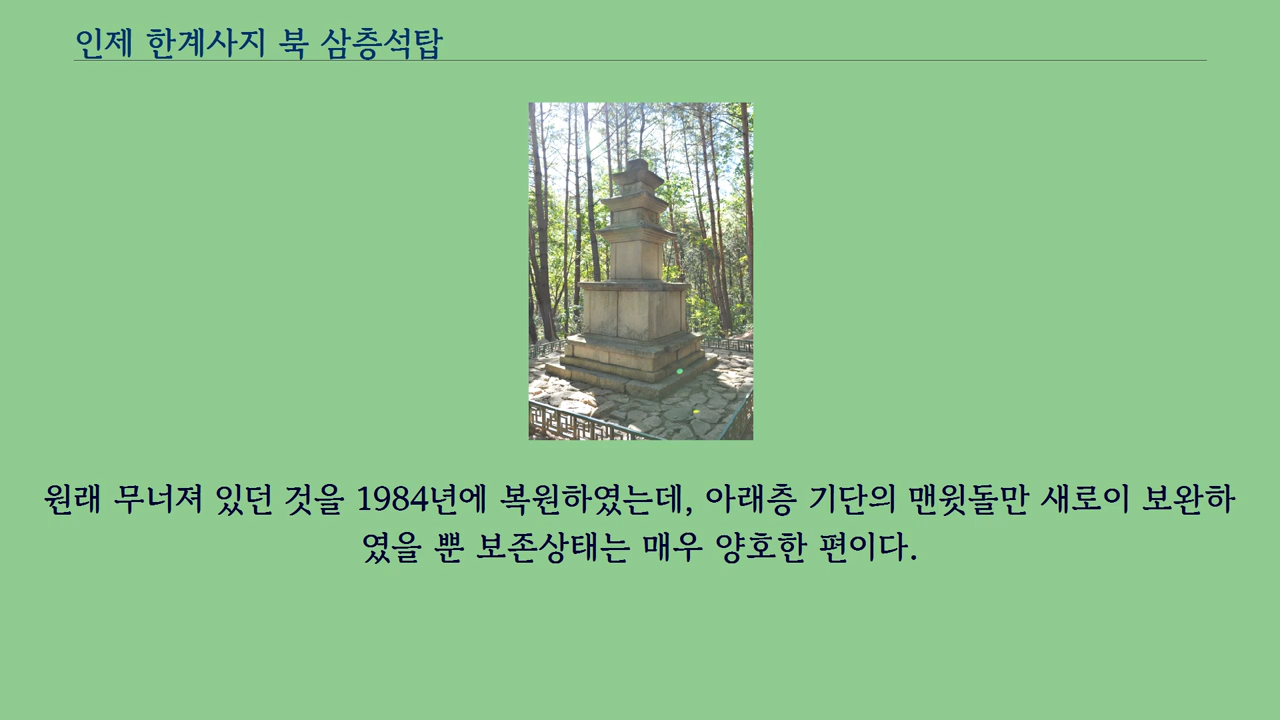 인제 한계사지 북 삼층석탑
원래 무너져 있던 것을 1984년에 복원하였는데, 아래층 기단의 맨윗돌만 새로이 보완하
였을 뿐 보존상태는 매우 양호한 편이다.